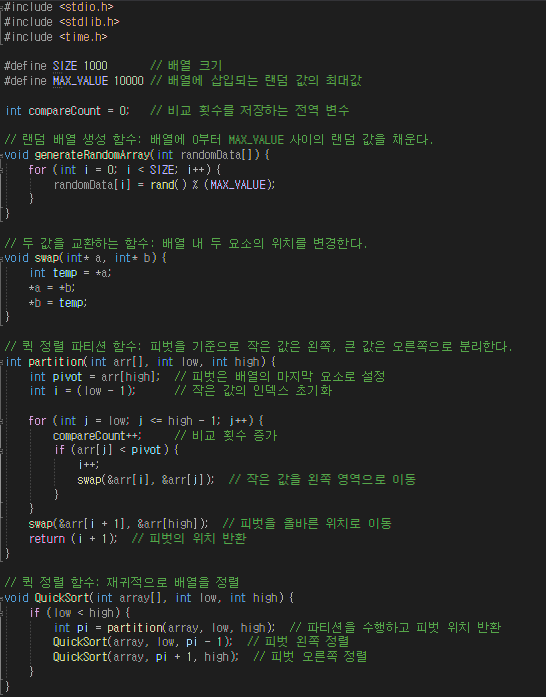 #include <stdio.h>
#include <stdlib.h>
#include <time.h>
#define SIZE 1000 // 배열 크기
#define MAX_VALUE 10000 // 배열에 삽입되는 랜덤 값의 최대값
int compareCount = 0; // 비교 횟수를 저장하는 전역 변수
// 랜덤 배열 생성 함수: 배열에 0부터 MAX_VALUE 사이의 랜덤 값을 채운다.
void generateRandomArray(int randomData[]) {
for (int i = 0; i < SIZE; i++) {
randomData[i] = rand() % (MAX_VALUE);
}
}
// 두 값을 교환하는 함수: 배열 내 두 요소의 위치를 변경한다.
void swap(int* a, int* b) {
int temp = *a;
*a = *b;
*b = temp;
}
// 퀵 정렬 파티션 함수: 피벗을 기준으로 작은 값은 왼쪽, 큰 값은 오른쪽으로 분리한다.
int partition(int arr[], int low, int high) {
int pivot = arr[high]; // 피벗은 배열의 마지막 요소로 설정
int i = (low - 1); // 작은 값의 인덱스 초기화
for (int j = low; j <= high - 1; j++) {
compareCount++; // 비교 횟수 증가
if (arr[j] < pivot) {
i++;
swap(&arr[i], &arr[j]); // 작은 값을 왼쪽 영역으로 이동
}
}
swap(&arr[i + 1], &arr[high]); // 피벗을 올바른 위치로 이동
return (i + 1); // 피벗의 위치 반환
}
// 퀵 정렬 함수: 재귀적으로 배열을 정렬
void QuickSort(int array[], int low, int high) {
if (low < high) {
int pi = partition(array, low, high); // 파티션을 수행하고 피벗 위치 반환
QuickSort(array, low, pi - 1); // 피벗 왼쪽 정렬
QuickSort(array, pi + 1, high); // 피벗 오른쪽 정렬
}
}